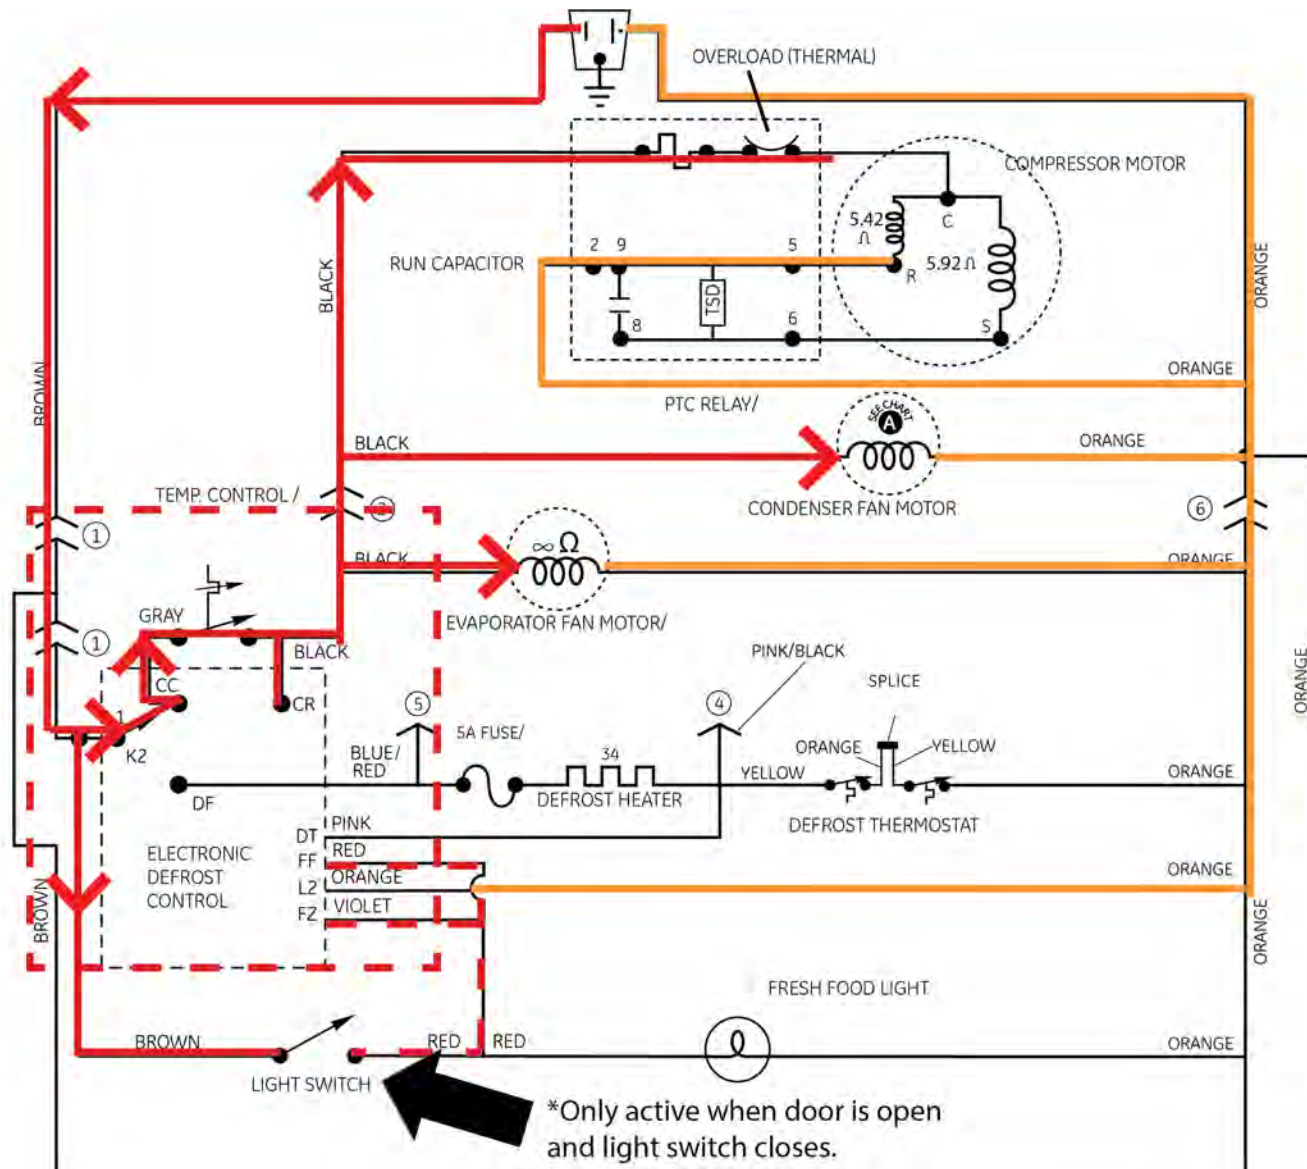 OVERLOAD (THERMAL)
COMPRESSOR MOTOR
5.42
Ω
C
2 9
5
RUN CAPACITOR
R
5.92 Ω
BLACK
ORANGE
TSD
8
6
S
ORANGE
BROWN
PTC RELAY/
SEE CHART
A
BLACK
ORANGE
CONDENSER FAN MOTOR
TEMP. CONTROL /
6
1
∞ Ω
BLACK
ORANGE
GRAY
EVAPORATOR FAN MOTOR/
1
BLACK
PINK/BLACK
CC
CR
SPLICE
ORANGE
1
5
4
5A FUSE/
K2
BLUE/
RED
34
ORANGE
YELLOW
YELLOW
ORANGE
DF
DEFROST HEATER
DEFROST THERMOSTAT
DT
PINK
RED
FF
ELECTRONIC
DEFROST
CONTROL
ORANGE
L2
ORANGE
VIOLET
FZ
BROWN
ORANGE
FRESH FOOD LIGHT
BROWN
RED
RED
ORANGE
LIGHT SWITCH
*Only active when door is open
and light switch closes.